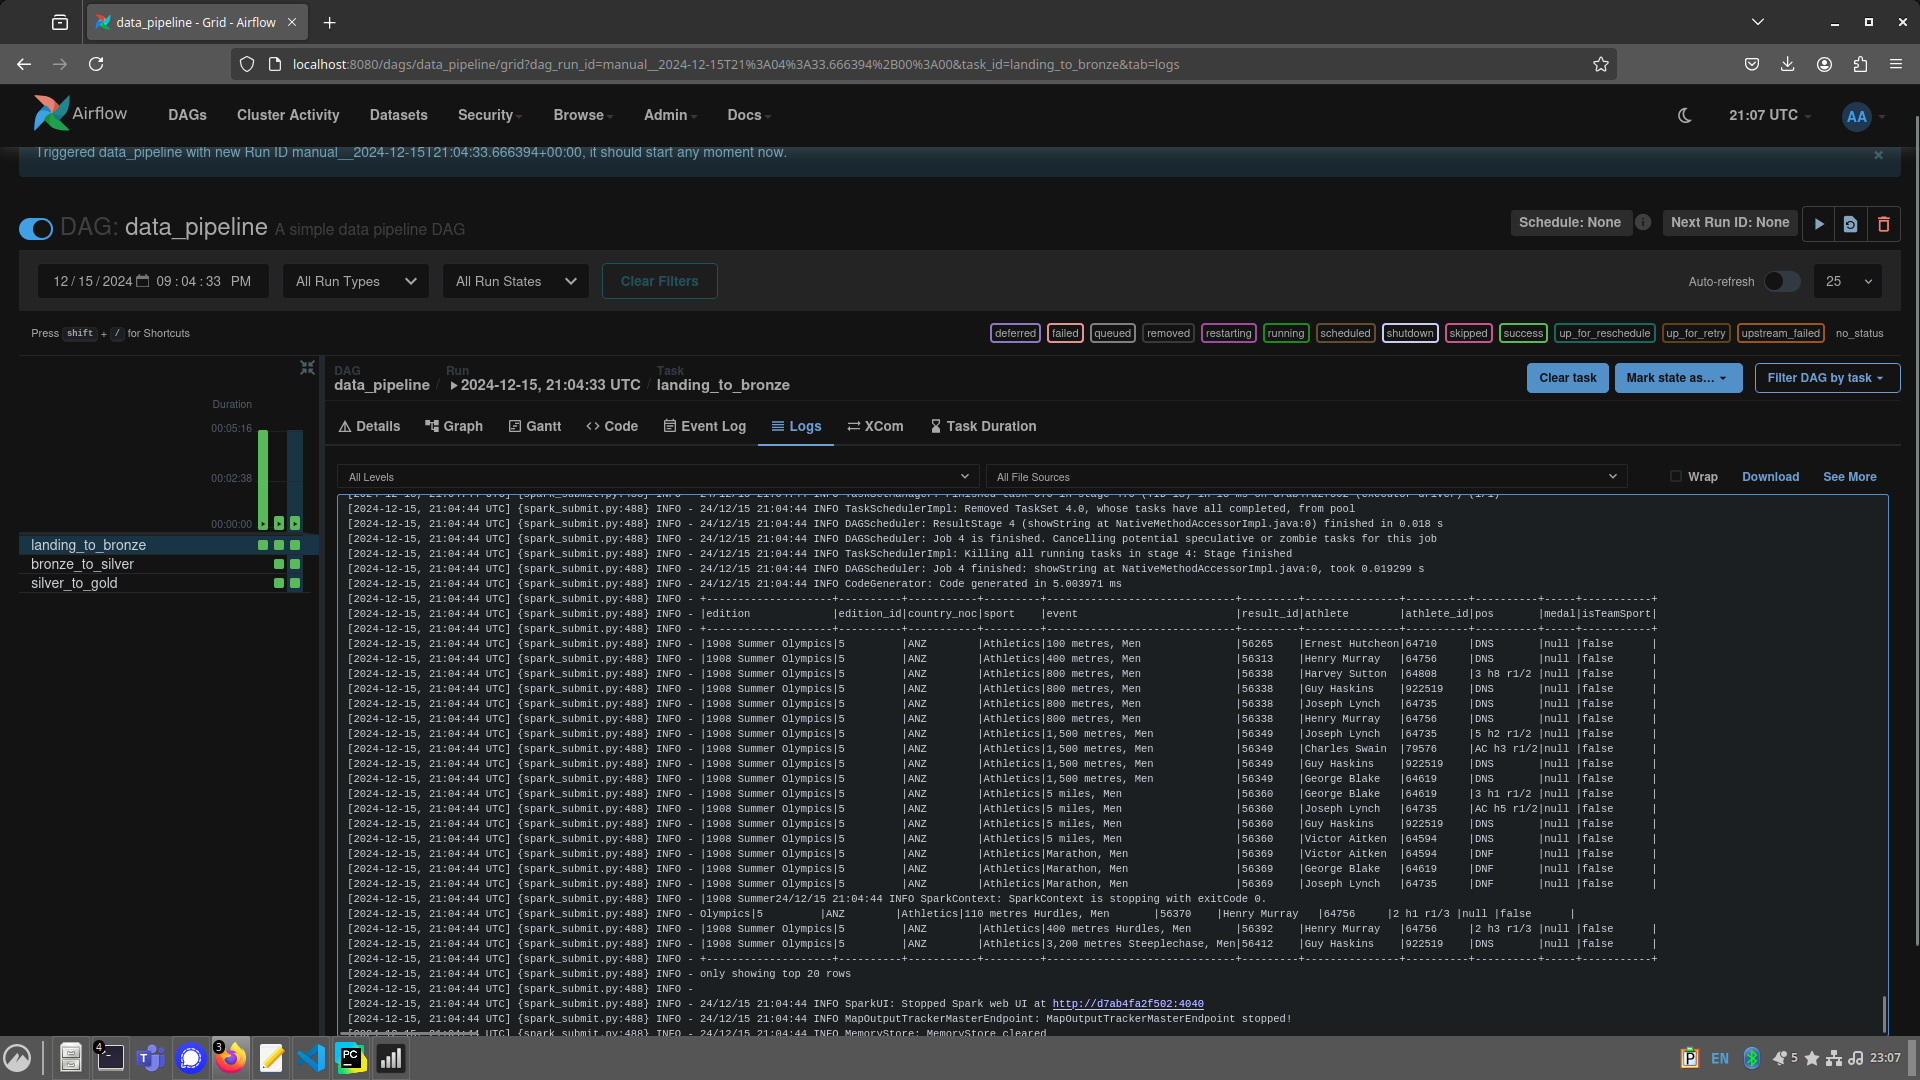 data_pipeline - Grid - Airflow
localhost:8080/dags/data_pipeline/grid?dag_run_id=manual__2024-12-15T21%3A04%3A33.666394%2B00%3A00&task_id=landing_to_bronze&tab=logs
Airflow DAGs Cluster Activity Datasets Security Browse Admin Docs 21:07 UTC AA
Triggered data_pipeline with new Run ID manual__2024-12-15T21:04:33.666394+00:00, it should start any moment now. ×
DAG: data_pipeline A simple data pipeline DAG Schedule: None Next Run ID: None
12/15/2024 09:04:33 PM All Run Types All Run States Clear Filters Auto-refresh 25
Press shift + / for Shortcuts deferred failed queued removed restarting running scheduled shutdown skipped success up_for_reschedule up_for_retry upstream_failed no_status
DAG Run Task
data_pipeline / 2024-12-15, 21:04:33 UTC / landing_to_bronze Clear task Mark state as... Filter DAG by task
Duration
00:05:16
00:02:38
00:00:00
landing_to_bronze
bronze_to_silver
silver_to_gold
Details Graph Gantt Code Event Log Logs XCom Task Duration
All Levels All File Sources Wrap Download See More
[2024-12-15, 21:04:44 UTC] {spark_submit.py:488} INFO - 24/12/15 21:04:44 INFO TaskSchedulerImpl: Removed TaskSet 4.0, whose tasks have all completed, from pool
[2024-12-15, 21:04:44 UTC] {spark_submit.py:488} INFO - 24/12/15 21:04:44 INFO DAGScheduler: ResultStage 4 (showString at NativeMethodAccessorImpl.java:0) finished in 0.018 s
[2024-12-15, 21:04:44 UTC] {spark_submit.py:488} INFO - 24/12/15 21:04:44 INFO DAGScheduler: Job 4 is finished. Cancelling potential speculative or zombie tasks for this job
[2024-12-15, 21:04:44 UTC] {spark_submit.py:488} INFO - 24/12/15 21:04:44 INFO TaskSchedulerImpl: Killing all running tasks in stage 4: Stage finished
[2024-12-15, 21:04:44 UTC] {spark_submit.py:488} INFO - 24/12/15 21:04:44 INFO DAGScheduler: Job 4 finished: showString at NativeMethodAccessorImpl.java:0, took 0.019299 s
[2024-12-15, 21:04:44 UTC] {spark_submit.py:488} INFO - 24/12/15 21:04:44 INFO CodeGenerator: Code generated in 5.003971 ms
[2024-12-15, 21:04:44 UTC] {spark_submit.py:488} INFO - +--------------------+----------+-----------+---------+------------------------------+---------+---------------+----------+----------+-----+-----------+
[2024-12-15, 21:04:44 UTC] {spark_submit.py:488} INFO - |edition |edition_id|country_noc|sport |event |result_id|athlete |athlete_id|pos |medal|isTeamSport|
[2024-12-15, 21:04:44 UTC] {spark_submit.py:488} INFO - +--------------------+----------+-----------+---------+------------------------------+---------+---------------+----------+----------+-----+-----------+
[2024-12-15, 21:04:44 UTC] {spark_submit.py:488} INFO - |1908 Summer Olympics|5 |ANZ |Athletics|100 metres, Men |56265 |Ernest Hutcheon|64710 |DNS |null |false |
[2024-12-15, 21:04:44 UTC] {spark_submit.py:488} INFO - |1908 Summer Olympics|5 |ANZ |Athletics|400 metres, Men |56313 |Henry Murray |64756 |DNS |null |false |
[2024-12-15, 21:04:44 UTC] {spark_submit.py:488} INFO - |1908 Summer Olympics|5 |ANZ |Athletics|800 metres, Men |56338 |Harvey Sutton |64808 |3 h8 r1/2 |null |false |
[2024-12-15, 21:04:44 UTC] {spark_submit.py:488} INFO - |1908 Summer Olympics|5 |ANZ |Athletics|800 metres, Men |56338 |Guy Haskins |922519 |DNS |null |false |
[2024-12-15, 21:04:44 UTC] {spark_submit.py:488} INFO - |1908 Summer Olympics|5 |ANZ |Athletics|800 metres, Men |56338 |Joseph Lynch |64735 |DNS |null |false |
[2024-12-15, 21:04:44 UTC] {spark_submit.py:488} INFO - |1908 Summer Olympics|5 |ANZ |Athletics|800 metres, Men |56338 |Henry Murray |64756 |DNS |null |false |
[2024-12-15, 21:04:44 UTC] {spark_submit.py:488} INFO - |1908 Summer Olympics|5 |ANZ |Athletics|1,500 metres, Men |56349 |Joseph Lynch |64735 |5 h2 r1/2 |null |false |
[2024-12-15, 21:04:44 UTC] {spark_submit.py:488} INFO - |1908 Summer Olympics|5 |ANZ |Athletics|1,500 metres, Men |56349 |Charles Swain |79576 |AC h3 r1/2|null |false |
[2024-12-15, 21:04:44 UTC] {spark_submit.py:488} INFO - |1908 Summer Olympics|5 |ANZ |Athletics|1,500 metres, Men |56349 |Guy Haskins |922519 |DNS |null |false |
[2024-12-15, 21:04:44 UTC] {spark_submit.py:488} INFO - |1908 Summer Olympics|5 |ANZ |Athletics|1,500 metres, Men |56349 |George Blake |64619 |DNS |null |false |
[2024-12-15, 21:04:44 UTC] {spark_submit.py:488} INFO - |1908 Summer Olympics|5 |ANZ |Athletics|5 miles, Men |56360 |George Blake |64619 |3 h1 r1/2 |null |false |
[2024-12-15, 21:04:44 UTC] {spark_submit.py:488} INFO - |1908 Summer Olympics|5 |ANZ |Athletics|5 miles, Men |56360 |Joseph Lynch |64735 |AC h5 r1/2|null |false |
[2024-12-15, 21:04:44 UTC] {spark_submit.py:488} INFO - |1908 Summer Olympics|5 |ANZ |Athletics|5 miles, Men |56360 |Guy Haskins |922519 |DNS |null |false |
[2024-12-15, 21:04:44 UTC] {spark_submit.py:488} INFO - |1908 Summer Olympics|5 |ANZ |Athletics|5 miles, Men |56360 |Victor Aitken |64594 |DNS |null |false |
[2024-12-15, 21:04:44 UTC] {spark_submit.py:488} INFO - |1908 Summer Olympics|5 |ANZ |Athletics|Marathon, Men |56369 |Victor Aitken |64594 |DNF |null |false |
[2024-12-15, 21:04:44 UTC] {spark_submit.py:488} INFO - |1908 Summer Olympics|5 |ANZ |Athletics|Marathon, Men |56369 |George Blake |64619 |DNF |null |false |
[2024-12-15, 21:04:44 UTC] {spark_submit.py:488} INFO - |1908 Summer Olympics|5 |ANZ |Athletics|Marathon, Men |56369 |Joseph Lynch |64735 |DNF |null |false |
[2024-12-15, 21:04:44 UTC] {spark_submit.py:488} INFO - |1908 Summer24/12/15 21:04:44 INFO SparkContext: SparkContext is stopping with exitCode 0.
[2024-12-15, 21:04:44 UTC] {spark_submit.py:488} INFO - Olympics|5 |ANZ |Athletics|110 metres Hurdles, Men |56370 |Henry Murray |64756 |2 h1 r1/3 |null |false |
[2024-12-15, 21:04:44 UTC] {spark_submit.py:488} INFO - |1908 Summer Olympics|5 |ANZ |Athletics|400 metres Hurdles, Men |56392 |Henry Murray |64756 |2 h3 r1/3 |null |false |
[2024-12-15, 21:04:44 UTC] {spark_submit.py:488} INFO - |1908 Summer Olympics|5 |ANZ |Athletics|3,200 metres Steeplechase, Men|56412 |Guy Haskins |922519 |DNS |null |false |
[2024-12-15, 21:04:44 UTC] {spark_submit.py:488} INFO - +--------------------+----------+-----------+---------+------------------------------+---------+---------------+----------+----------+-----+-----------+
[2024-12-15, 21:04:44 UTC] {spark_submit.py:488} INFO - only showing top 20 rows
[2024-12-15, 21:04:44 UTC] {spark_submit.py:488} INFO -
[2024-12-15, 21:04:44 UTC] {spark_submit.py:488} INFO - 24/12/15 21:04:44 INFO SparkUI: Stopped Spark web UI at http://d7ab4fa2f502:4040
[2024-12-15, 21:04:44 UTC] {spark_submit.py:488} INFO - 24/12/15 21:04:44 INFO MapOutputTrackerMasterEndpoint: MapOutputTrackerMasterEndpoint stopped!
[2024-12-15, 21:04:44 UTC] {spark_submit.py:488} INFO - 24/12/15 21:04:44 INFO MemoryStore: MemoryStore cleared
4 3 PC P EN 5 23:07